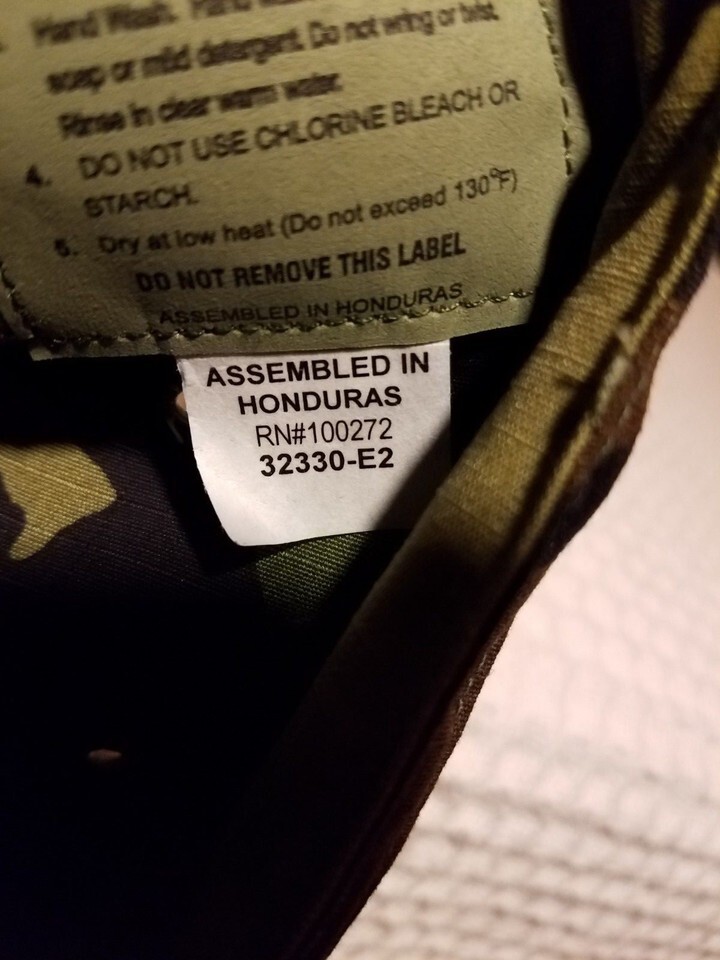 Hand Wash. Hand wash
soap or mild detergent. Do not wring or twist.
Rinse in clear warm water.
4. DO NOT USE CHLORINE BLEACH OR
STARCH.
5. Dry at low heat (Do not exceed 130°F)
DO NOT REMOVE THIS LABEL
ASSEMBLED IN HONDURAS
ASSEMBLED IN
HONDURAS
RN#100272
32330-E2